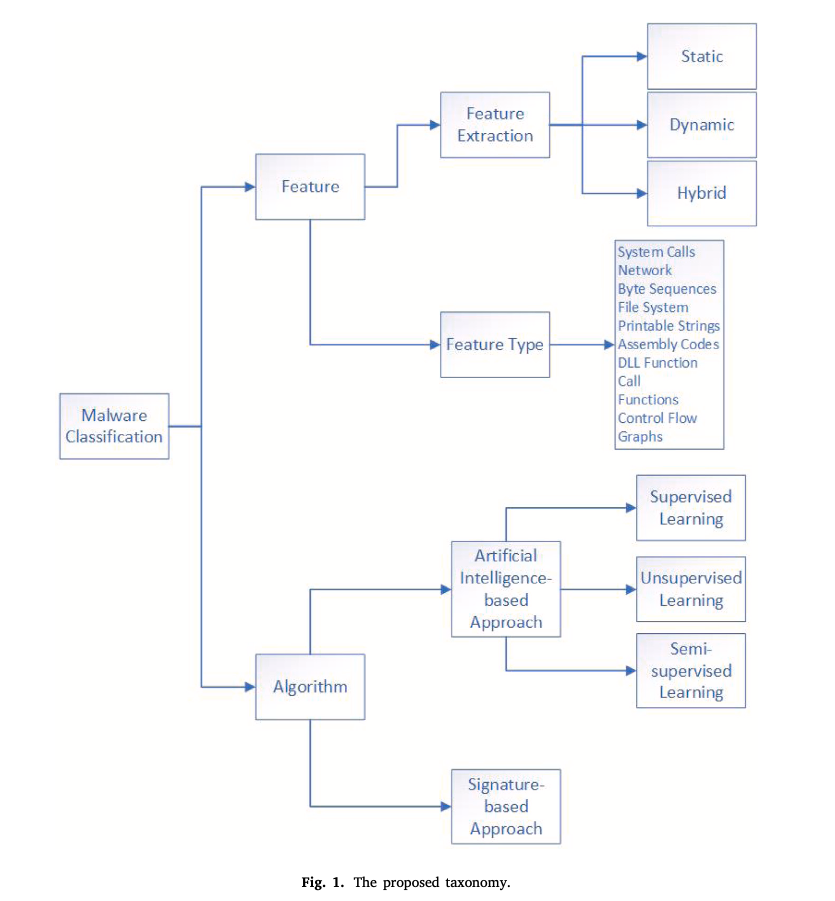 Static
Feature
Extraction
Dynamic
Feature
Hybrid
System Calls
Network
Byte Sequences
File System
Printable Strings
Assembly Codes
DLL Function
Call
Functions
Control Flow
Graphs
Feature Type
Malware
Classification
Supervised
Learning
Artificial
Intelligence-
based
Approach
Unsupervised
Learning
Semi-
supervised
Learning
Algorithm
Signature-
based
Approach
Fig. 1. The proposed taxonomy.